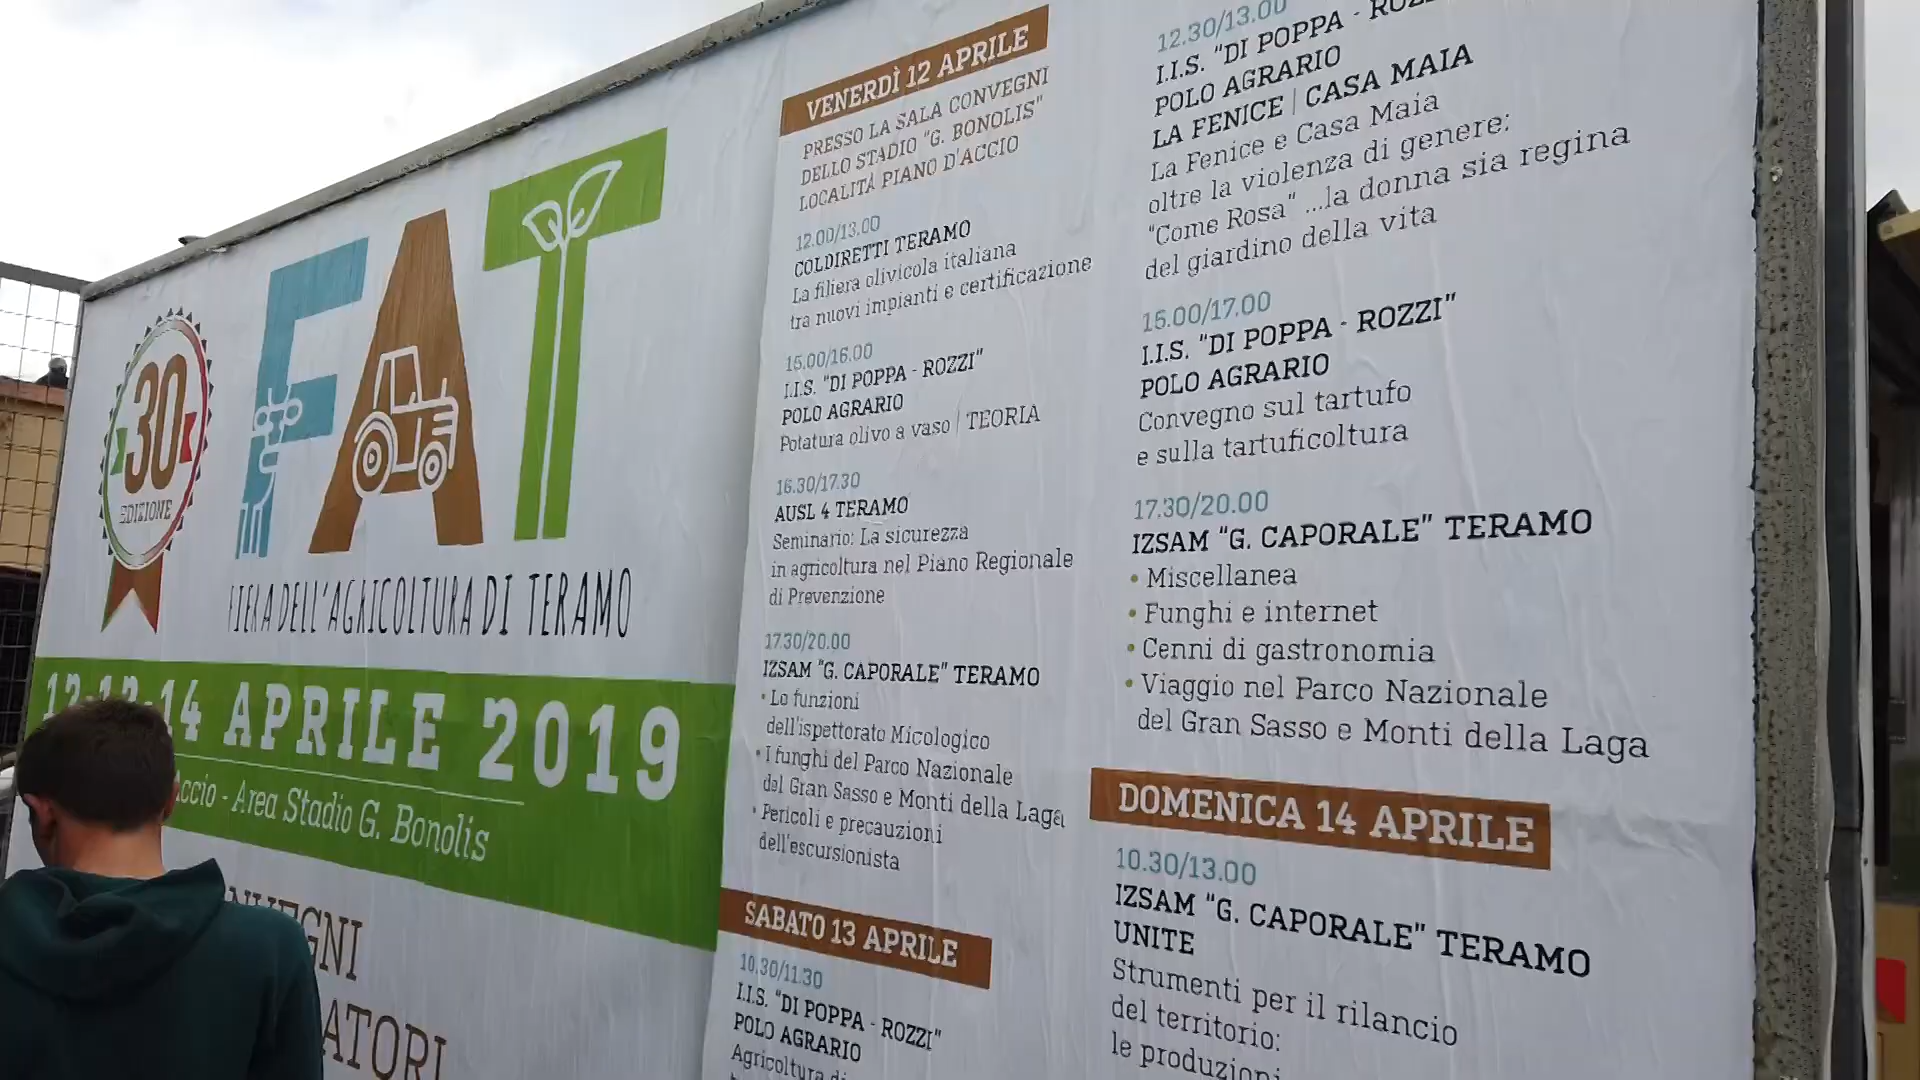 30
EDIZIONE
FAT
FIERA DELL'AGRICOLTURA DI TERAMO
14 APRILE 2019
Area Stadio G. Bonolis
VENERDÌ 12 APRILE
PRESSO LA SALA CONVEGNI
DELLO STADIO "G. BONOLIS"
LOCALITÀ PIANO D'ACCIO
12.00/13.00
COLDIRETTI TERAMO
La filiera olivicola italiana
tra nuovi impianti e certificazione
15.00/16.00
I.I.S. "DI POPPA - ROZZI"
POLO AGRARIO
Potatura olivo a vaso | TEORIA
16.30/17.30
AUSL 4 TERAMO
Seminario: La sicurezza
in agricoltura nel Piano Regionale
di Prevenzione
17.30/20.00
IZSAM "G. CAPORALE" TERAMO
• Le funzioni
dell'ispettorato Micologico
• I funghi del Parco Nazionale
del Gran Sasso e Monti della Laga
• Pericoli e precauzioni
dell'escursionista
SABATO 13 APRILE
10.30/11.30
I.I.S. "DI POPPA - ROZZI"
POLO AGRARIO
Agricoltura di
12.30/13.00
I.I.S. "DI POPPA -
POLO AGRARIO
LA FENICE | CASA MAIA
La Fenice e Casa Maia
oltre la violenza di genere:
"Come Rosa" ...la donna sia regina
del giardino della vita
15.00/17.00
I.I.S. "DI POPPA - ROZZI"
POLO AGRARIO
Convegno sul tartufo
e sulla tartuficoltura
17.30/20.00
IZSAM "G. CAPORALE" TERAMO
• Miscellanea
• Funghi e internet
• Cenni di gastronomia
• Viaggio nel Parco Nazionale
del Gran Sasso e Monti della Laga
DOMENICA 14 APRILE
10.30/13.00
IZSAM "G. CAPORALE" TERAMO
UNITE
Strumenti per il rilancio
del territorio:
le produzioni